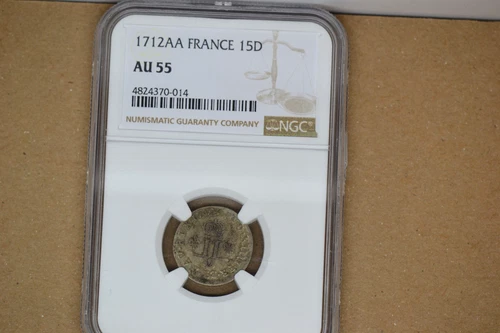 1712AA FRANCE 15D
AU 55
4824370-014
NUMISMATIC GUARANTY COMPANY
NGC